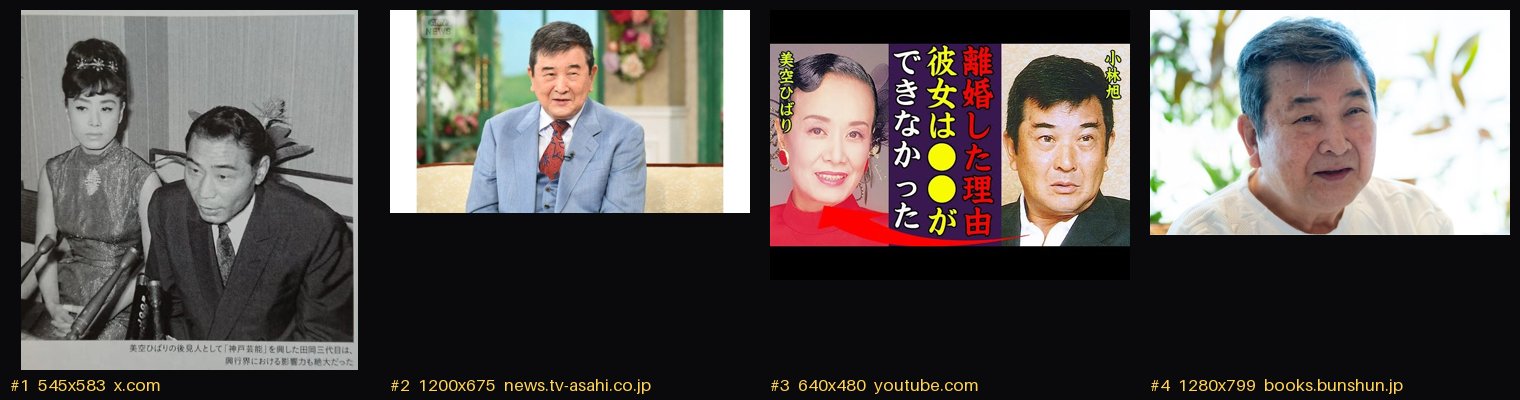 美空ひばりの後見人として「神戸芸能」を興した田岡三代目は、
興行界における影響力も絶大だった
#1 545x583 x.com
ANN
NEWS
#2 1200x675 news.tv-asahi.co.jp
小林旭
離婚した理由
彼女は●●が
できなかった
美空ひばり
#3 640x480 youtube.com
#4 1280x799 books.bunshun.jp